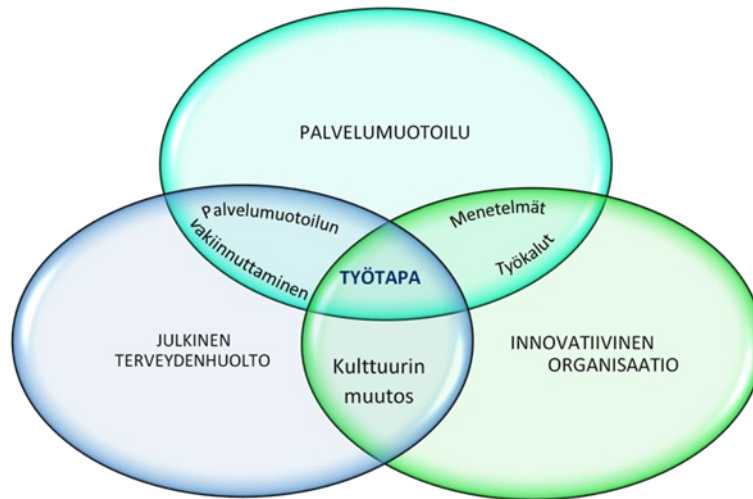 PALVELUMUOTOILU
Palvelumuotoilun
vakiinnuttaminen
Menetelmät
Työkalut
TYÖTAPA
JULKINEN
TERVEYDENHUOLTO
INNOVATIIVINEN
ORGANISAATIO
Kulttuurin
muutos